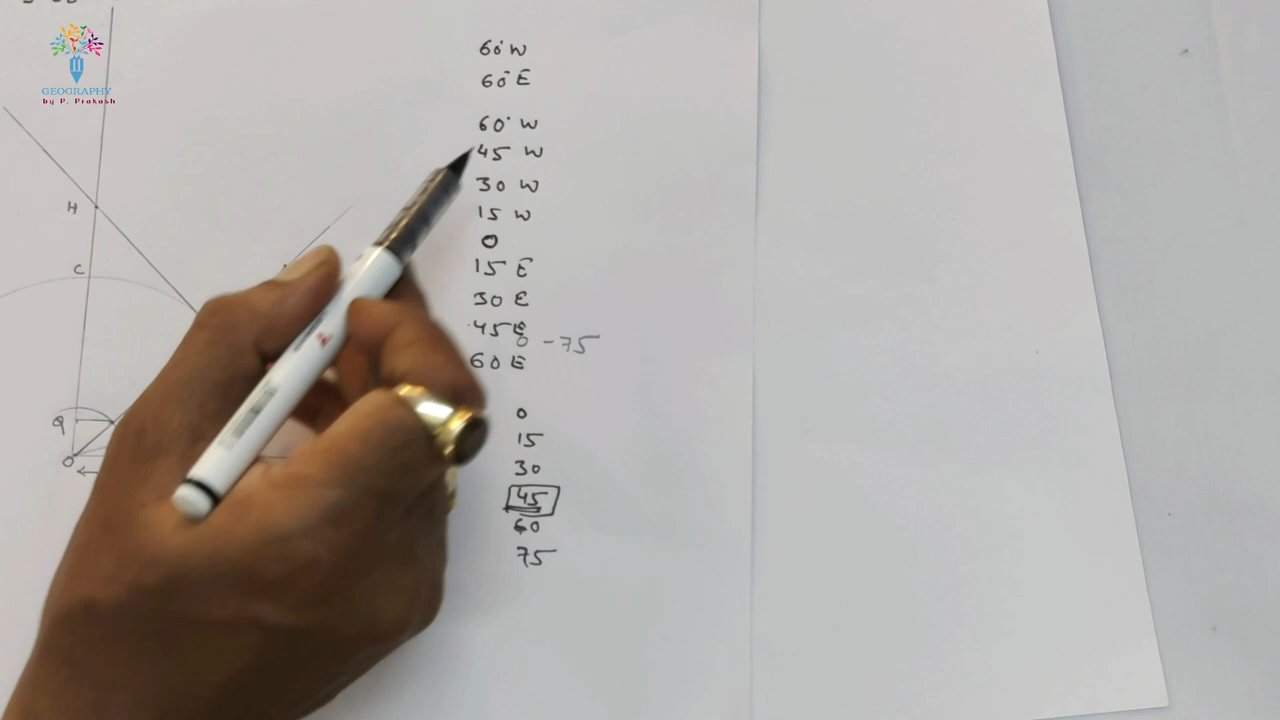 GEOGRAPHY
by P. Prakash
H
C
Q
O
60° W
60° E
60° W
45 W
30 W
15 W
0
15 E
30 E
45 E
0 - 75
60 E
0
15
30
45
60
75